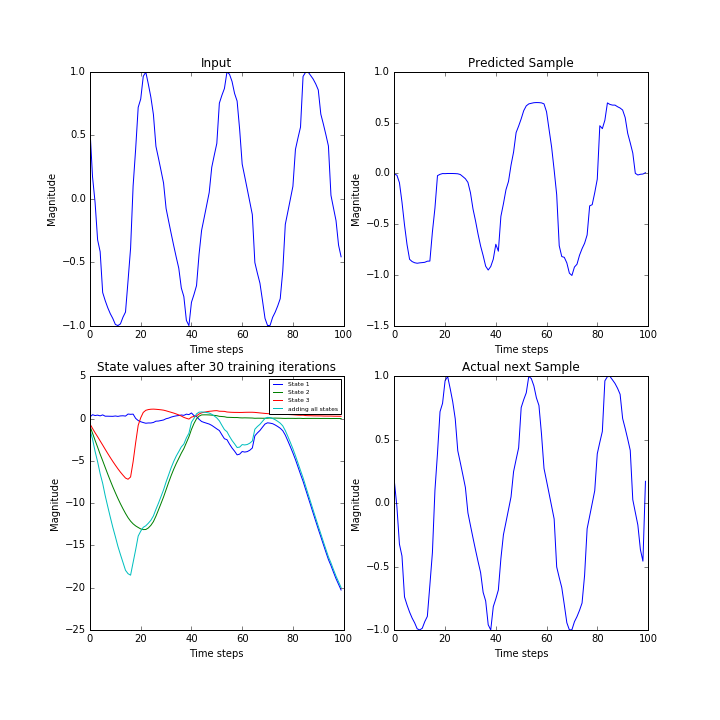 Input
1.0
0.5
0.0
−0.5
−1.0
Magnitude
0 20 40 60 80 100
Time steps
Predicted Sample
1.0
0.5
0.0
−0.5
−1.0
−1.5
Magnitude
0 20 40 60 80 100
Time steps
State values after 30 training iterations
5
0
−5
−10
−15
−20
−25
Magnitude
State 1
State 2
State 3
adding all states
0 20 40 60 80 100
Time steps
Actual next Sample
1.0
0.5
0.0
−0.5
−1.0
Magnitude
0 20 40 60 80 100
Time steps